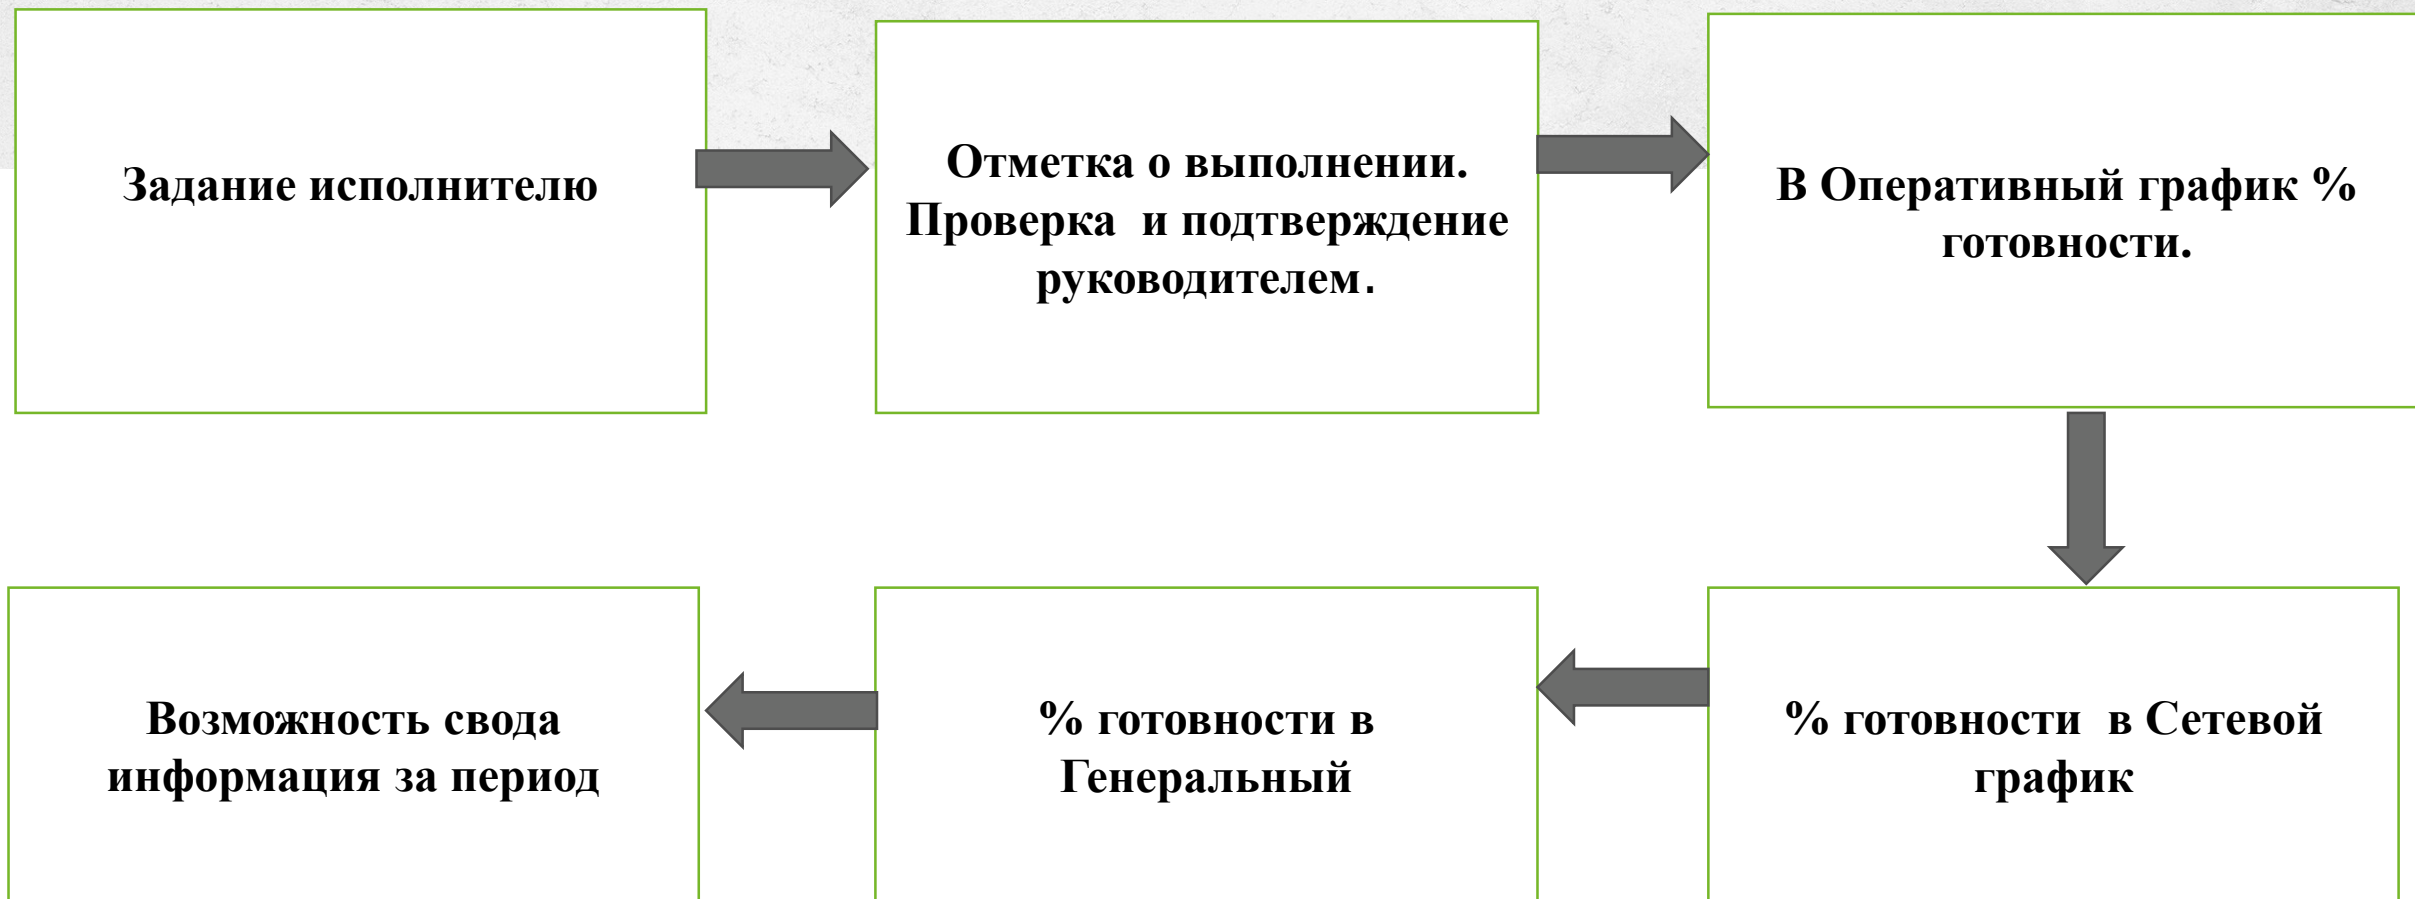 Задание исполнителю
Отметка о выполнении.
Проверка  и подтверждение
руководителем.
В Оперативный график %
готовности.
% готовности  в Сетевой
график
% готовности в
Генеральный
Возможность свода
информация за период